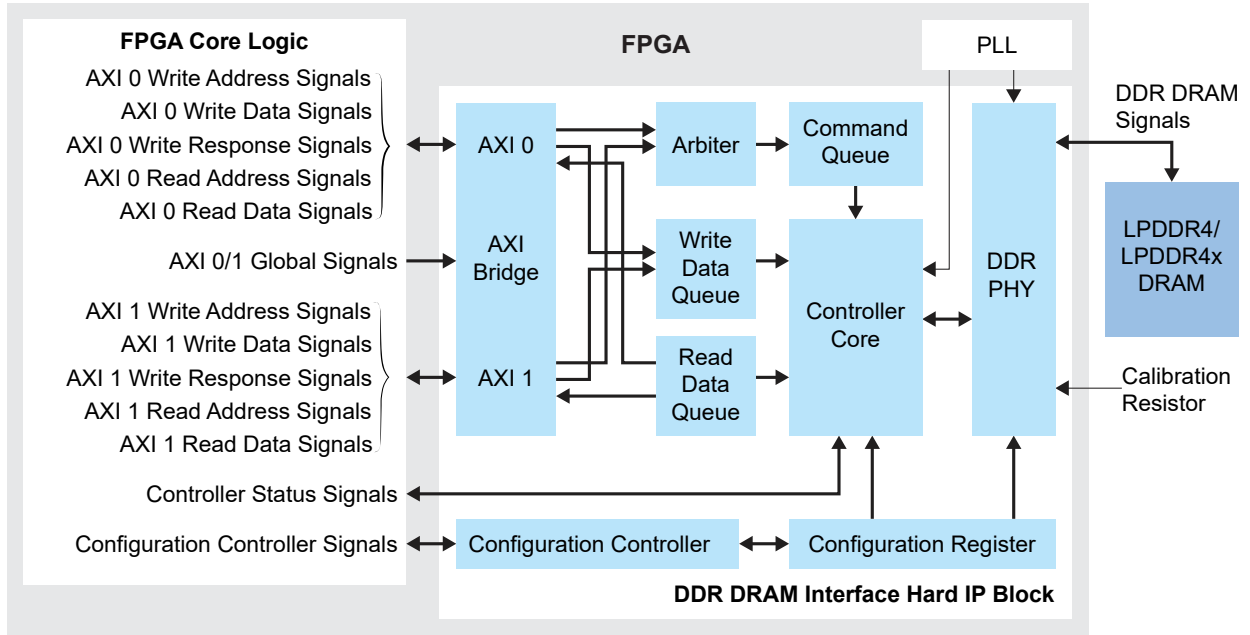 FPGA Core Logic
AXI 0 Write Address Signals
AXI 0 Write Data Signals
AXI 0 Write Response Signals
AXI 0 Read Address Signals
AXI 0 Read Data Signals
AXI 0/1 Global Signals
AXI 1 Write Address Signals
AXI 1 Write Data Signals
AXI 1 Write Response Signals
AXI 1 Read Address Signals
AXI 1 Read Data Signals
Controller Status Signals
Configuration Controller Signals
FPGA
PLL
AXI 0
AXI
Bridge
AXI 1
Arbiter
Command
Queue
Write
Data
Queue
Read
Data
Queue
Controller
Core
DDR
PHY
Configuration Controller
Configuration Register
DDR DRAM Interface Hard IP Block
DDR DRAM
Signals
LPDDR4/
LPDDR4x
DRAM
Calibration
Resistor